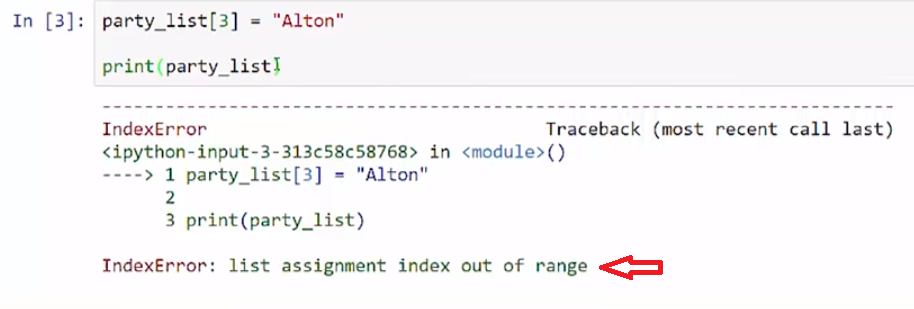 In [3]: party_list[3] = "Alton"
print(party_list)
---------------------------------------------------------------------------
IndexError Traceback (most recent call last)
<ipython-input-3-313c58c58768> in <module>()
----> 1 party_list[3] = "Alton"
2
3 print(party_list)
IndexError: list assignment index out of range